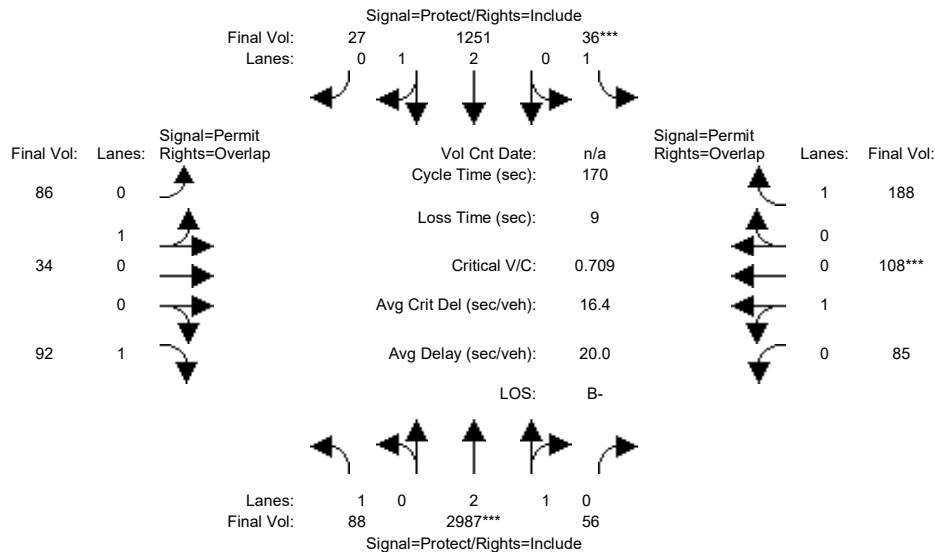 Signal=Protect/Rights=Include
Final Vol: 27 1251 36***
Lanes: 0 1 2 0 1
Signal=Permit
Final Vol: Lanes: Rights=Overlap
Vol Cnt Date: n/a
Signal=Permit
Rights=Overlap Lanes: Final Vol:
Cycle Time (sec): 170
86 0
1 188
Loss Time (sec): 9
1
0
34 0
Critical V/C: 0.709
0 108***
0
Avg Crit Del (sec/veh): 16.4
1
92 1
Avg Delay (sec/veh): 20.0
0 85
LOS: B-
Lanes: 1 0 2 1 0
Final Vol: 88 2987*** 56
Signal=Protect/Rights=Include